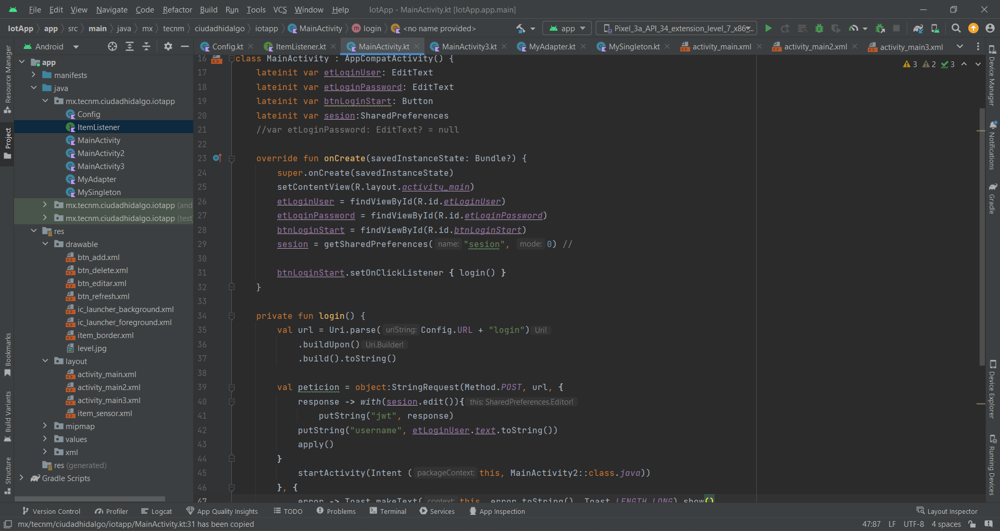 File Edit View Navigate Code Refactor Build Run Tools VCS Window Help IotApp - MainActivity.kt [IotApp.app.main]
IotApp app src main java mx tecnm ciudadhidalgo iotapp MainActivity login <no name provided> app Pixel_3a_API_34_extension_level_7_x86...
Android
Config.kt ItemListener.kt MainActivity.kt MainActivity3.kt MyAdapter.kt MySingleton.kt activity_main.xml activity_main2.xml activity_main3.xml
3 2 3
Resource Manager
Project
Bookmarks
Build Variants
Structure
app
manifests
java
mx.tecnm.ciudadhidalgo.iotapp
Config
ItemListener
MainActivity
MainActivity2
MainActivity3
MyAdapter
MySingleton
mx.tecnm.ciudadhidalgo.iotapp (and
mx.tecnm.ciudadhidalgo.iotapp (test
res
drawable
btn_add.xml
btn_delete.xml
btn_editar.xml
btn_refresh.xml
ic_launcher_background.xml
ic_launcher_foreground.xml
item_border.xml
level.jpg
layout
activity_main.xml
activity_main2.xml
activity_main3.xml
item_sensor.xml
mipmap
values
xml
res (generated)
Gradle Scripts
16 class MainActivity : AppCompatActivity() {
17 lateinit var etLoginUser: EditText
18 lateinit var etLoginPassword: EditText
19 lateinit var btnLoginStart: Button
20 lateinit var sesion:SharedPreferences
21 //var etLoginPassword: EditText? = null
22
23 override fun onCreate(savedInstanceState: Bundle?) {
24 super.onCreate(savedInstanceState)
25 setContentView(R.layout.activity_main)
26 etLoginUser = findViewById(R.id.etLoginUser)
27 etLoginPassword = findViewById(R.id.etLoginPassword)
28 btnLoginStart = findViewById(R.id.btnLoginStart)
29 sesion = getSharedPreferences( name: "sesion", mode: 0) //
30
31 btnLoginStart.setOnClickListener { login() }
32 }
33
34 private fun login() {
35 val url = Uri.parse( uriString: Config.URL + "login") Uri!
36 .buildUpon() Uri.Builder!
37 .build().toString()
38
39 val peticion = object:StringRequest(Method.POST, url, {
40 response -> with(sesion.edit()){ this: SharedPreferences.Editor!
41 putString("jwt", response)
42 putString("username", etLoginUser.text.toString())
43 apply()
44 }
45 startActivity(Intent ( packageContext: this, MainActivity2::class.java))
46 }, {
47 error -> Toast.makeText( context: this, error.toString(), Toast.LENGTH_LONG).show()
Device Manager
Notifications
Gradle
Device Explorer
Running Devices
Version Control Profiler Logcat App Quality Insights TODO Problems Terminal Services App Inspection Layout Inspector
mx/tecnm/ciudadhidalgo/iotapp/MainActivity.kt:31 has been copied 47:87 LF UTF-8 4 spaces